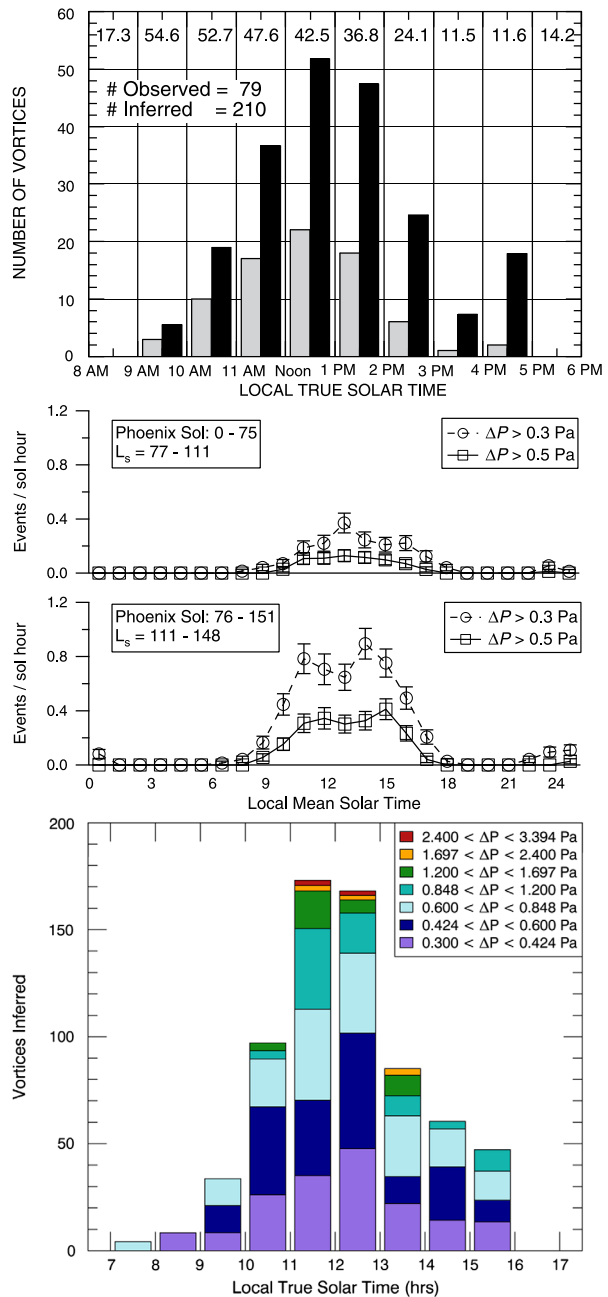 60
17.3 54.6 52.7 47.6 42.5 36.8 24.1 11.5 11.6 14.2
# Observed = 79
# Inferred = 210
50
40
30
20
10
0
NUMBER OF VORTICES
8 AM 9 AM 10 AM 11 AM Noon 1 PM 2 PM 3 PM 4 PM 5 PM 6 PM
LOCAL TRUE SOLAR TIME
1.2
0.8
0.4
0.0
Events / sol hour
Phoenix Sol: 0 - 75
Ls = 77 - 111
ΔP > 0.3 Pa
ΔP > 0.5 Pa
1.2
0.8
0.4
0.0
Events / sol hour
Phoenix Sol: 76 - 151
Ls = 111 - 148
ΔP > 0.3 Pa
ΔP > 0.5 Pa
0 3 6 9 12 15 18 21 24
Local Mean Solar Time
200
150
100
50
0
Vortices Inferred
2.400 < ΔP < 3.394 Pa
1.697 < ΔP < 2.400 Pa
1.200 < ΔP < 1.697 Pa
0.848 < ΔP < 1.200 Pa
0.600 < ΔP < 0.848 Pa
0.424 < ΔP < 0.600 Pa
0.300 < ΔP < 0.424 Pa
7 8 9 10 11 12 13 14 15 16 17
Local True Solar Time (hrs)